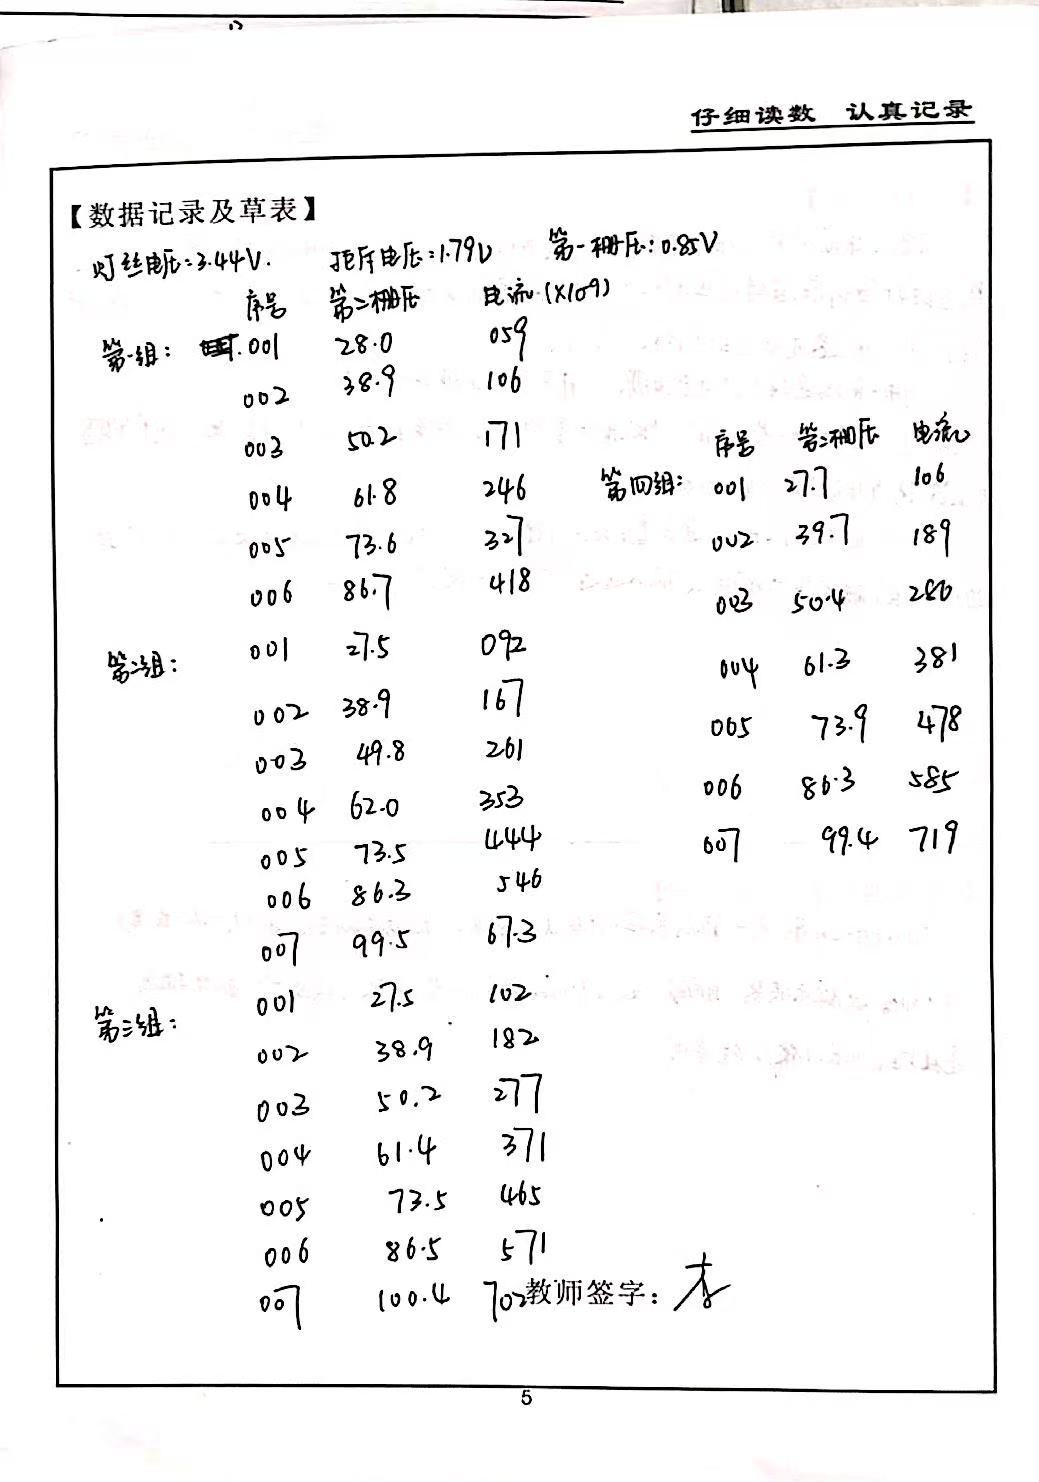 仔细读数 认真记录
【数据记录及草表】
灯丝电压:3.44V. 拒斥电压:1.79V 第一栅压:0.85V
序号 第二栅压 电流(×109)
第一组: 001 28.0 059
002 38.9 106
003 50.2 171
004 61.8 246
005 73.6 327
006 86.7 418
第二组: 001 27.5 092
002 38.9 167
003 49.8 261
004 62.0 353
005 73.5 444
006 86.3 546
007 99.5 673
第三组: 001 27.5 102
002 38.9 182
003 50.2 277
004 61.4 371
005 73.5 465
006 86.5 571
007 100.4 702
序号 第二栅压 电流
第四组: 001 27.7 106
002 39.7 189
003 50.4 280
004 61.3 381
005 73.9 478
006 86.3 585
007 99.4 719
教师签字:
5